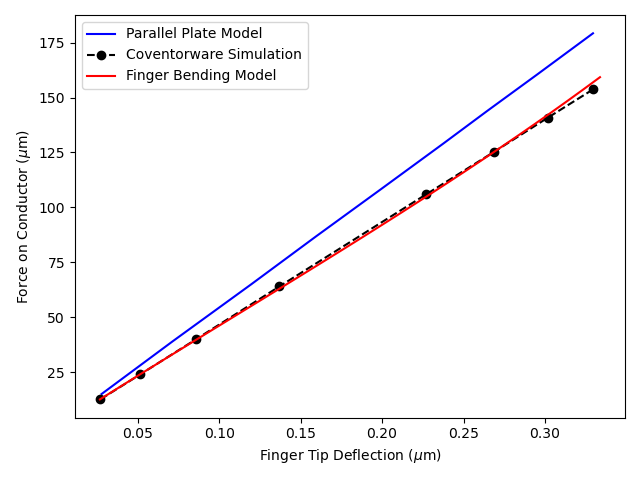 Parallel Plate Model
Coventorware Simulation
Finger Bending Model
Force on Conductor (μm)
175
150
125
100
75
50
25
0.05 0.10 0.15 0.20 0.25 0.30
Finger Tip Deflection (μm)